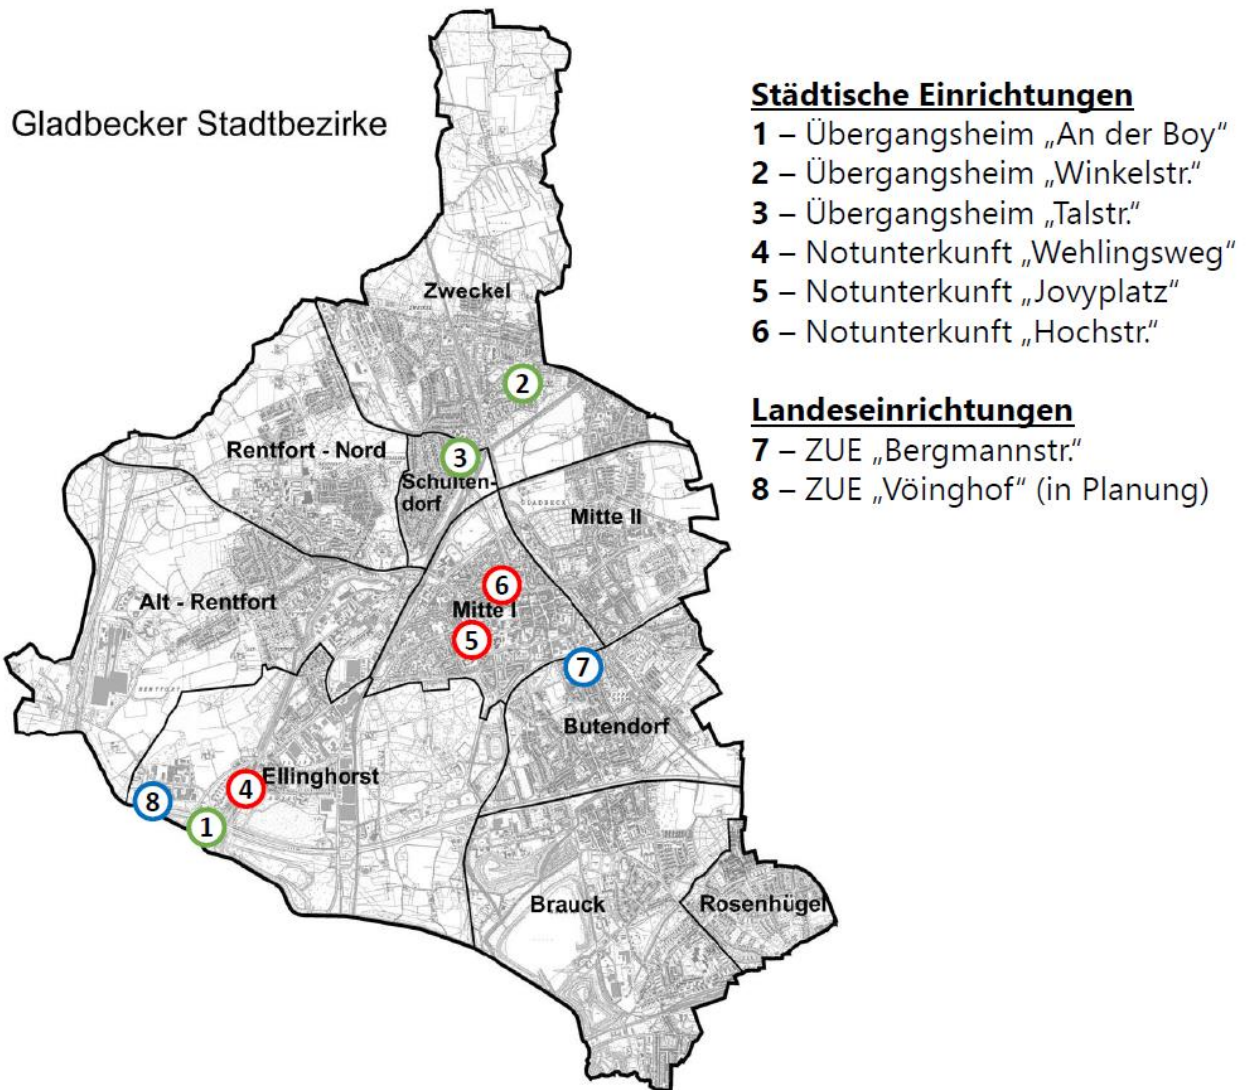 Gladbecker Stadtbezirke
Städtische Einrichtungen
1 – Übergangsheim „An der Boy“
2 – Übergangsheim „Winkelstr.“
3 – Übergangsheim „Talstr.“
4 – Notunterkunft „Wehlingsweg“
5 – Notunterkunft „Jovyplatz“
6 – Notunterkunft „Hochstr.“
Landeseinrichtungen
7 – ZUE „Bergmannstr.“
8 – ZUE „Vöinghof“ (in Planung)
Zweckel
2
Rentfort - Nord
3
Schulten-
dorf
GLADBECK
Mitte II
6
Alt - Rentfort
Mitte I
5
7
RENTFORT
Butendorf
Ellinghorst
4
8
1
Brauck
Rosenhügel